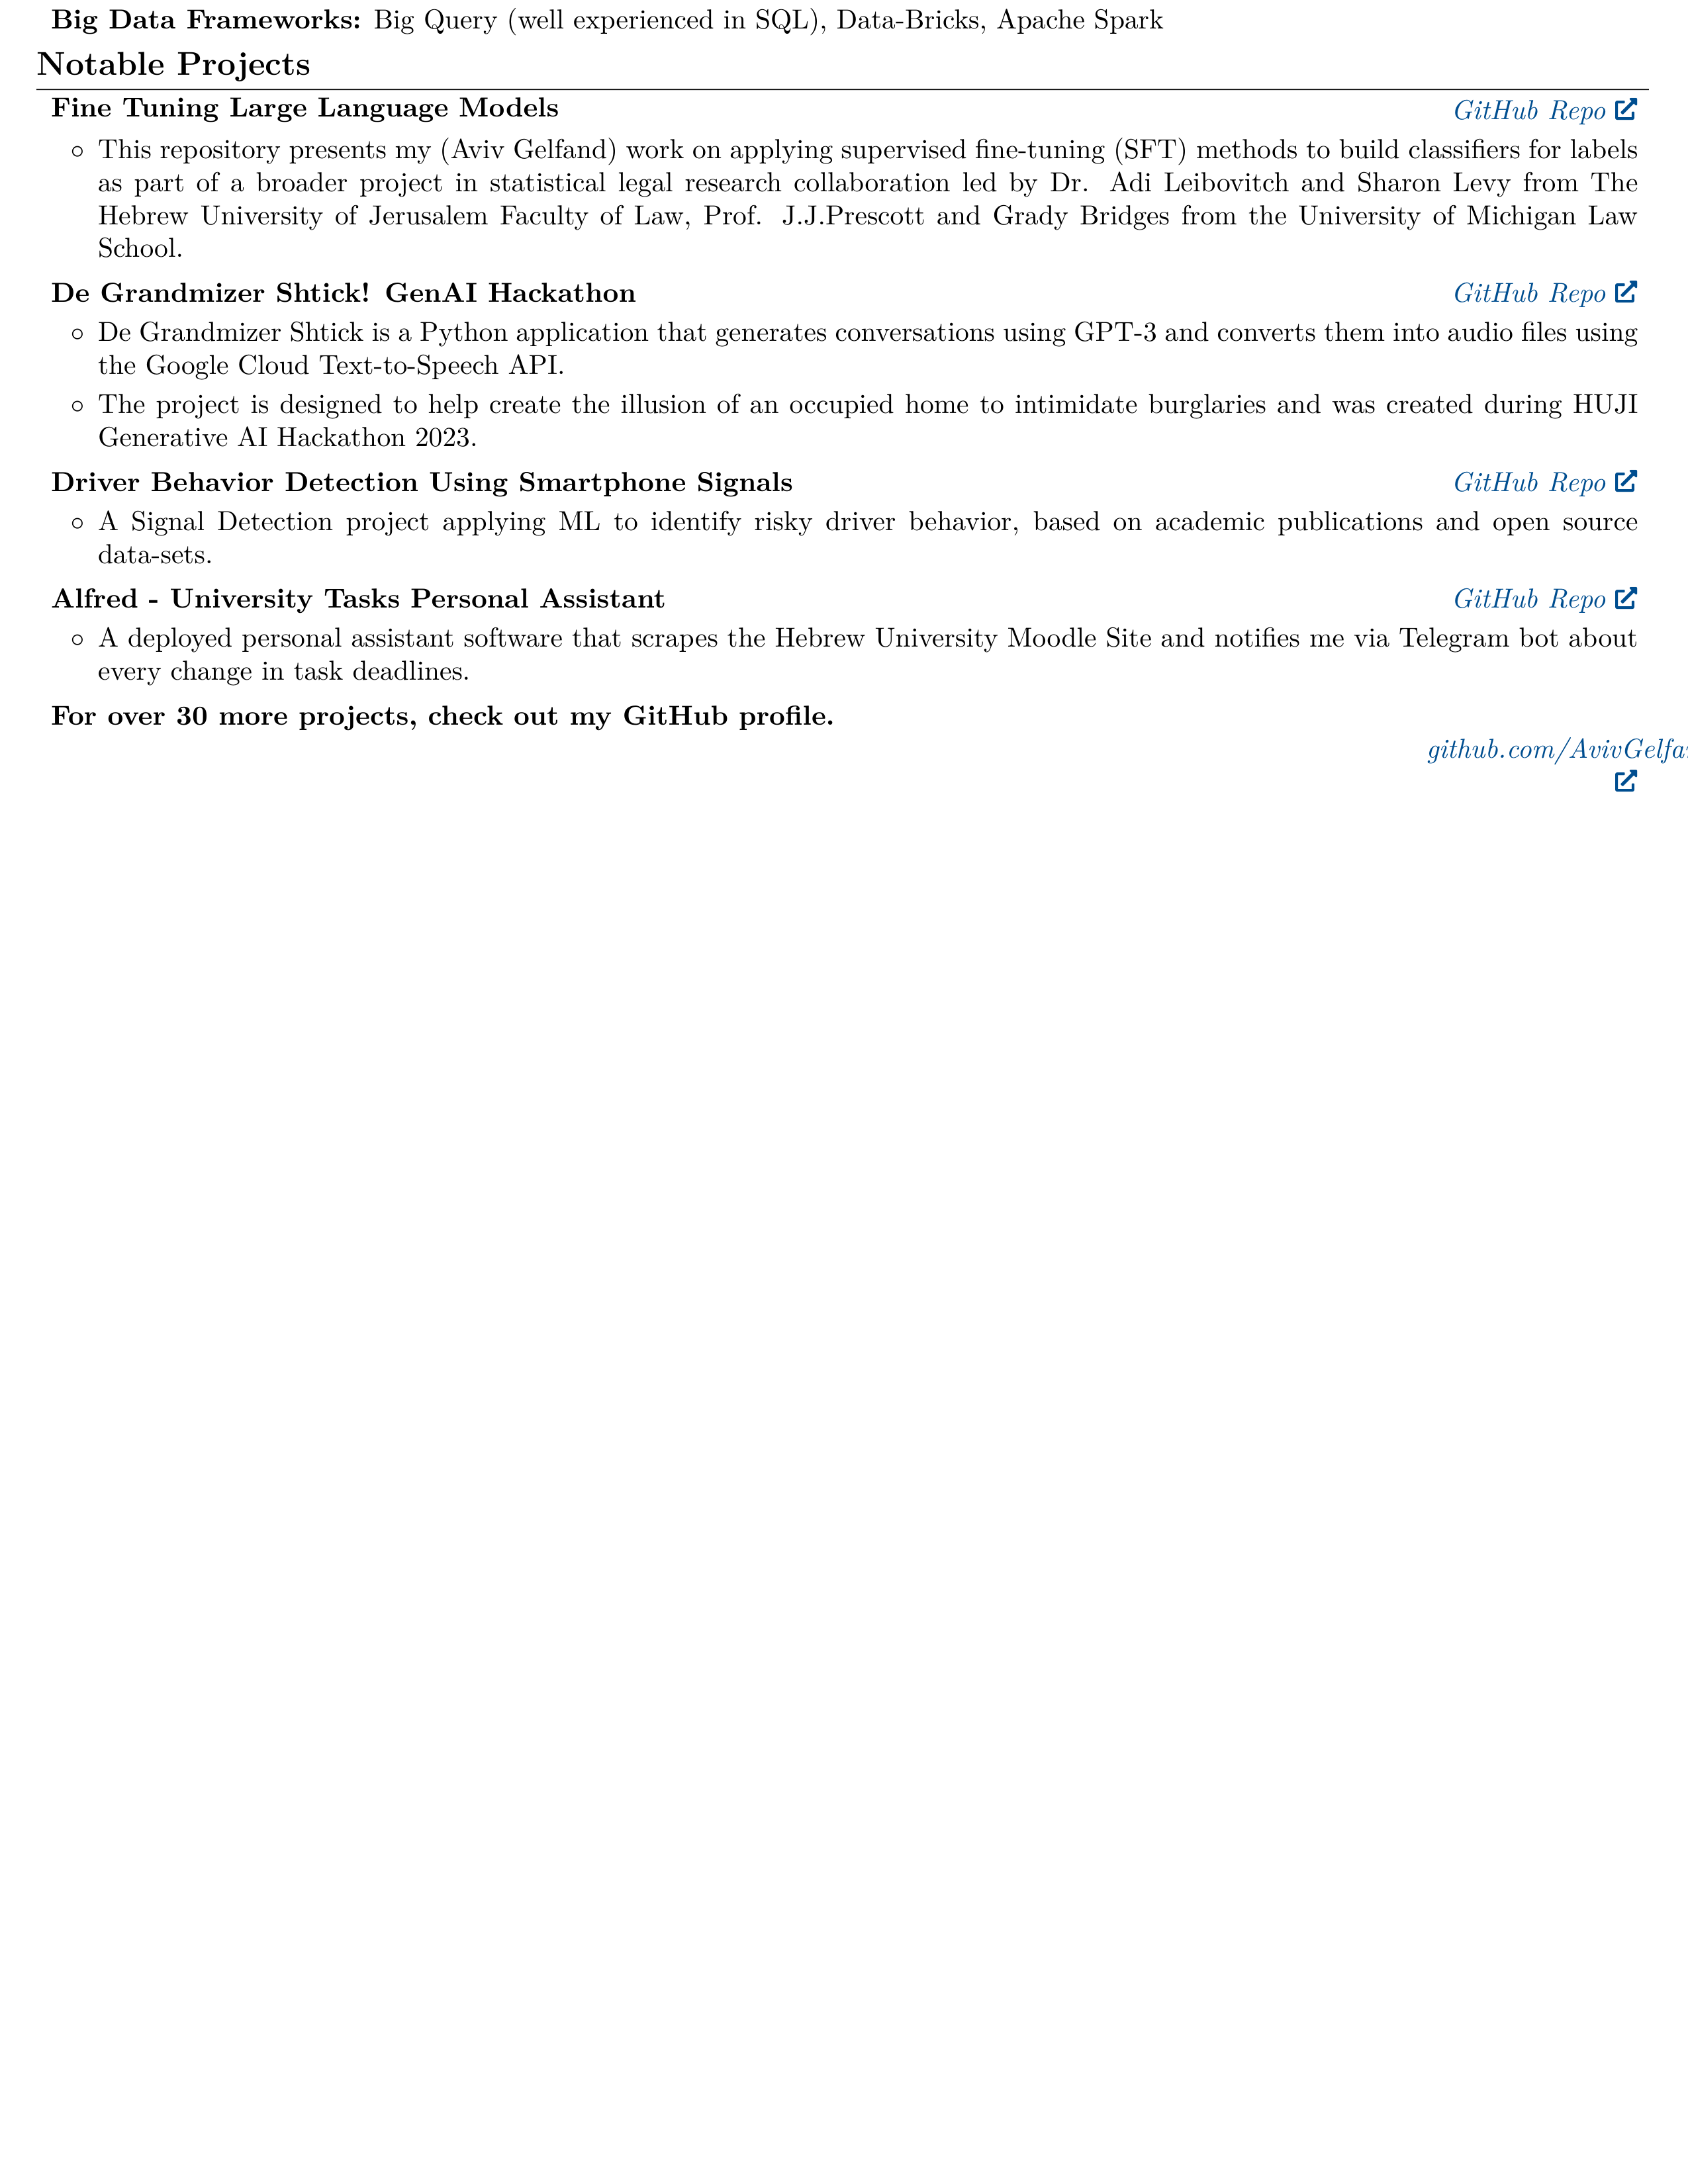 Big Data Frameworks: Big Query (well experienced in SQL), Data-Bricks, Apache Spark
Notable Projects
Fine Tuning Large Language Models GitHub Repo
○ This repository presents my (Aviv Gelfand) work on applying supervised fine-tuning (SFT) methods to build classifiers for labels
as part of a broader project in statistical legal research collaboration led by Dr. Adi Leibovitch and Sharon Levy from The
Hebrew University of Jerusalem Faculty of Law, Prof. J.J.Prescott and Grady Bridges from the University of Michigan Law
School.
De Grandmizer Shtick! GenAI Hackathon GitHub Repo
○ De Grandmizer Shtick is a Python application that generates conversations using GPT-3 and converts them into audio files using
the Google Cloud Text-to-Speech API.
○ The project is designed to help create the illusion of an occupied home to intimidate burglaries and was created during HUJI
Generative AI Hackathon 2023.
Driver Behavior Detection Using Smartphone Signals GitHub Repo
○ A Signal Detection project applying ML to identify risky driver behavior, based on academic publications and open source
data-sets.
Alfred - University Tasks Personal Assistant GitHub Repo
○ A deployed personal assistant software that scrapes the Hebrew University Moodle Site and notifies me via Telegram bot about
every change in task deadlines.
For over 30 more projects, check out my GitHub profile.
github.com/AvivGelfa